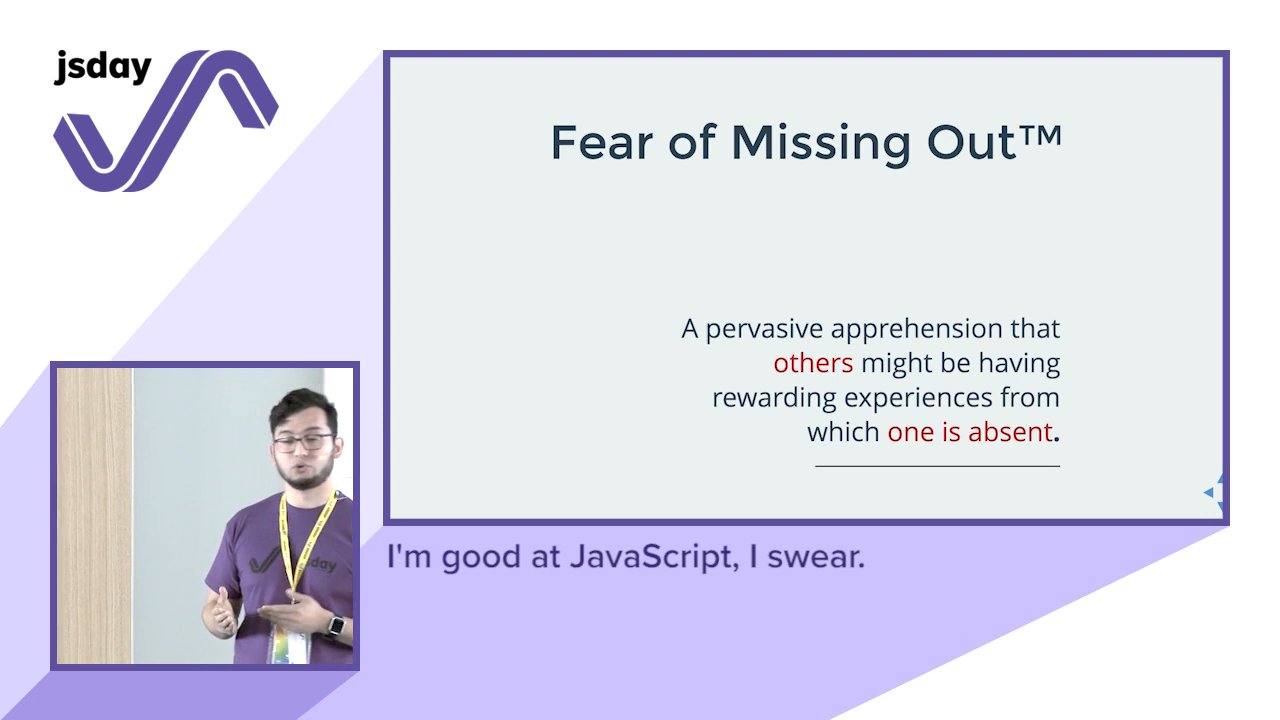 jsday
Fear of Missing Out™
A pervasive apprehension that
others might be having
rewarding experiences from
which one is absent.
I'm good at JavaScript, I swear.
jsday